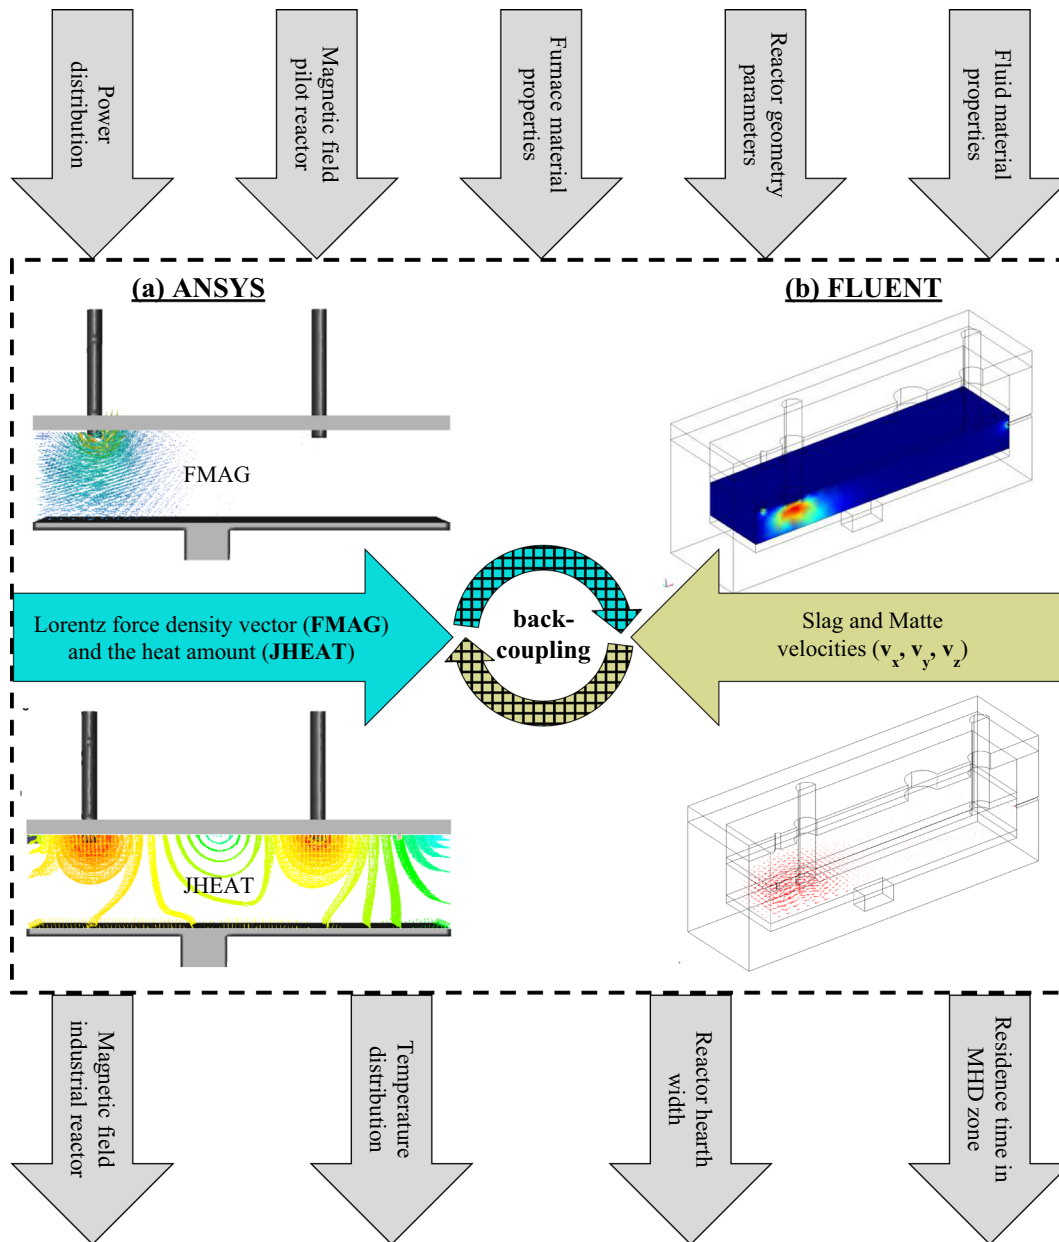 Power
distribution
Magnetic field
pilot reactor
Furnace material
properties
Reactor geometry
parameters
Fluid material
properties
(a) ANSYS
(b) FLUENT
FMAG
Lorentz force density vector (FMAG)
and the heat amount (JHEAT)
back-
coupling
Slag and Matte
velocities (vx, vy, vz)
JHEAT
Magnetic field
industrial reactor
Temperature
distribution
Reactor hearth
width
Residence time in
MHD zone